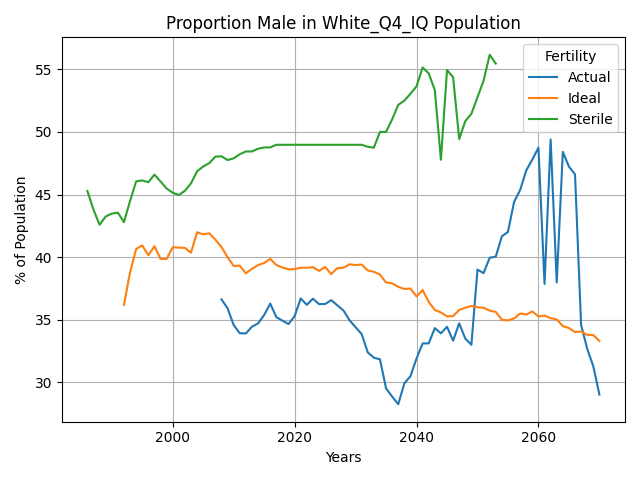 Proportion Male in White_Q4_IQ Population
% of Population
55
50
45
40
35
30
2000
2020
2040
2060
Years
Fertility
Actual
Ideal
Sterile